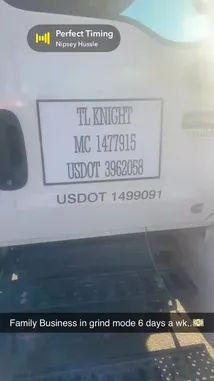 Perfect Timing
Nipsey Hussle
TL KNIGHT
MC 1477915
USDOT 3962058
USDOT 1499091
Family Business in grind mode 6 days a wk..💵